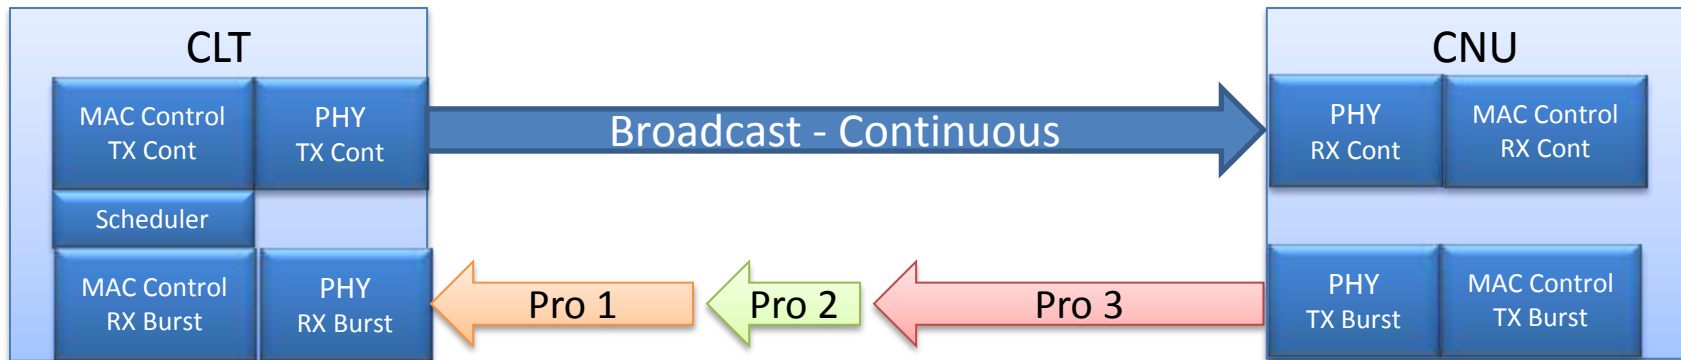 CLT
MAC Control
TX Cont
PHY
TX Cont
Scheduler
MAC Control
RX Burst
PHY
RX Burst
Broadcast - Continuous
Pro 1
Pro 2
Pro 3
CNU
PHY
RX Cont
MAC Control
RX Cont
PHY
TX Burst
MAC Control
TX Burst